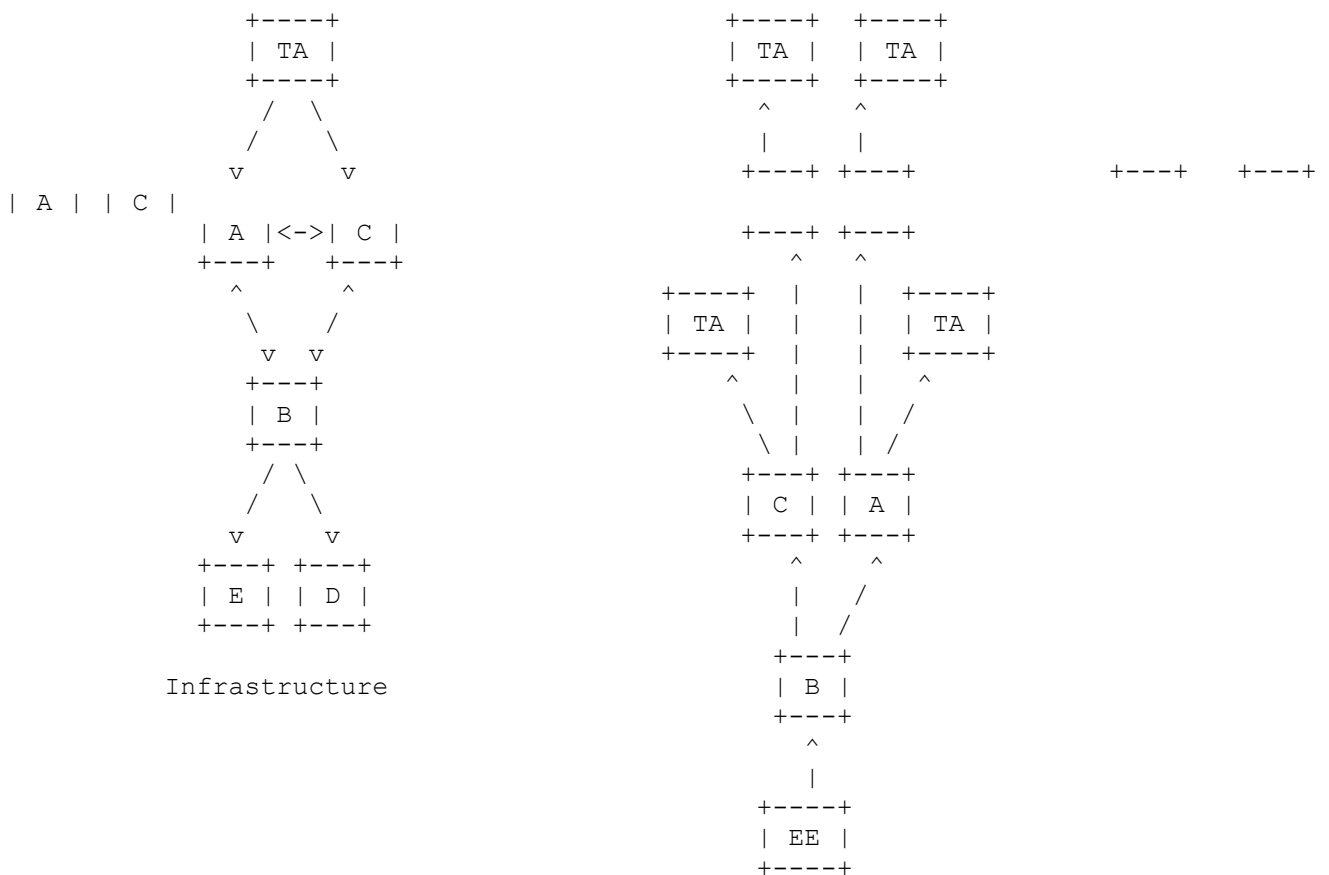 +----+ +----+ +----+
| TA | | TA | | TA |
+----+ +----+ +----+
/ \ ^ ^
/ \ | |
v v +---+ +---+ +---+ +---+
| A | | C |
| A |<->| C | +---+ +---+
+---+ +---+ ^ ^
^ ^ +----+ | | +----+
\ / | TA | | | | TA |
v v +----+ | | +----+
+---+ ^ | | ^
| B | \ | | /
+---+ \ | | /
/ \ +---+ +---+
/ \ | C | | A |
v v +---+ +---+
+---+ +---+ ^ ^
| E | | D | | /
+---+ +---+ | /
+---+
Infrastructure | B |
+---+
^
|
+----+
| EE |
+----+